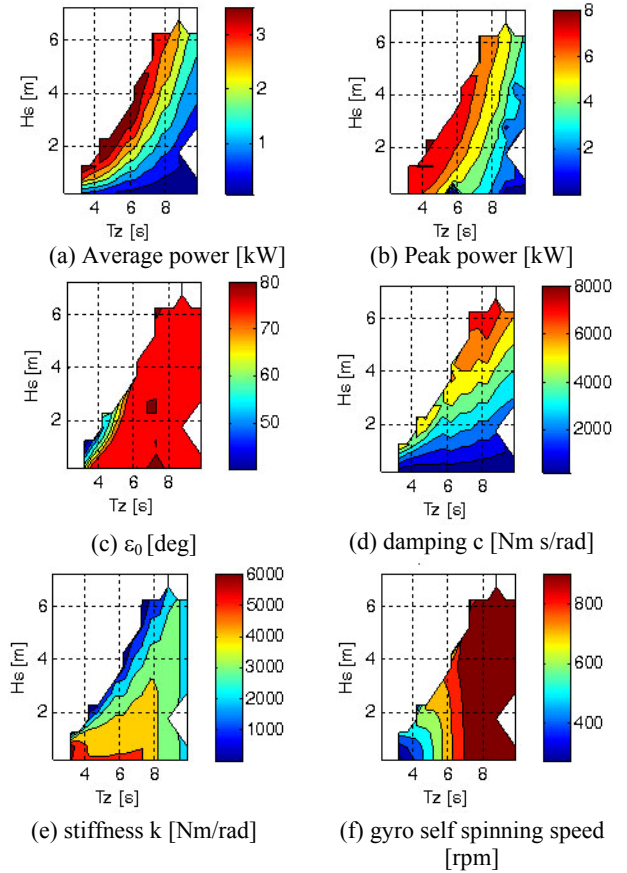 6
4
2
Hs [m]
4 6 8
Tz [s]
3
2
1
(a) Average power [kW]
6
4
2
Hs [m]
4 6 8
Tz [s]
8
6
4
2
(b) Peak power [kW]
6
4
2
Hs [m]
4 6 8
Tz [s]
80
70
60
50
(c) ε0 [deg]
6
4
2
Hs [m]
4 6 8
Tz [s]
8000
6000
4000
2000
(d) damping c [Nm s/rad]
6
4
2
Hs [m]
4 6 8
Tz [s]
6000
5000
4000
3000
2000
1000
(e) stiffness k [Nm/rad]
6
4
2
Hs [m]
4 6 8
Tz [s]
800
600
400
(f) gyro self spinning speed
[rpm]